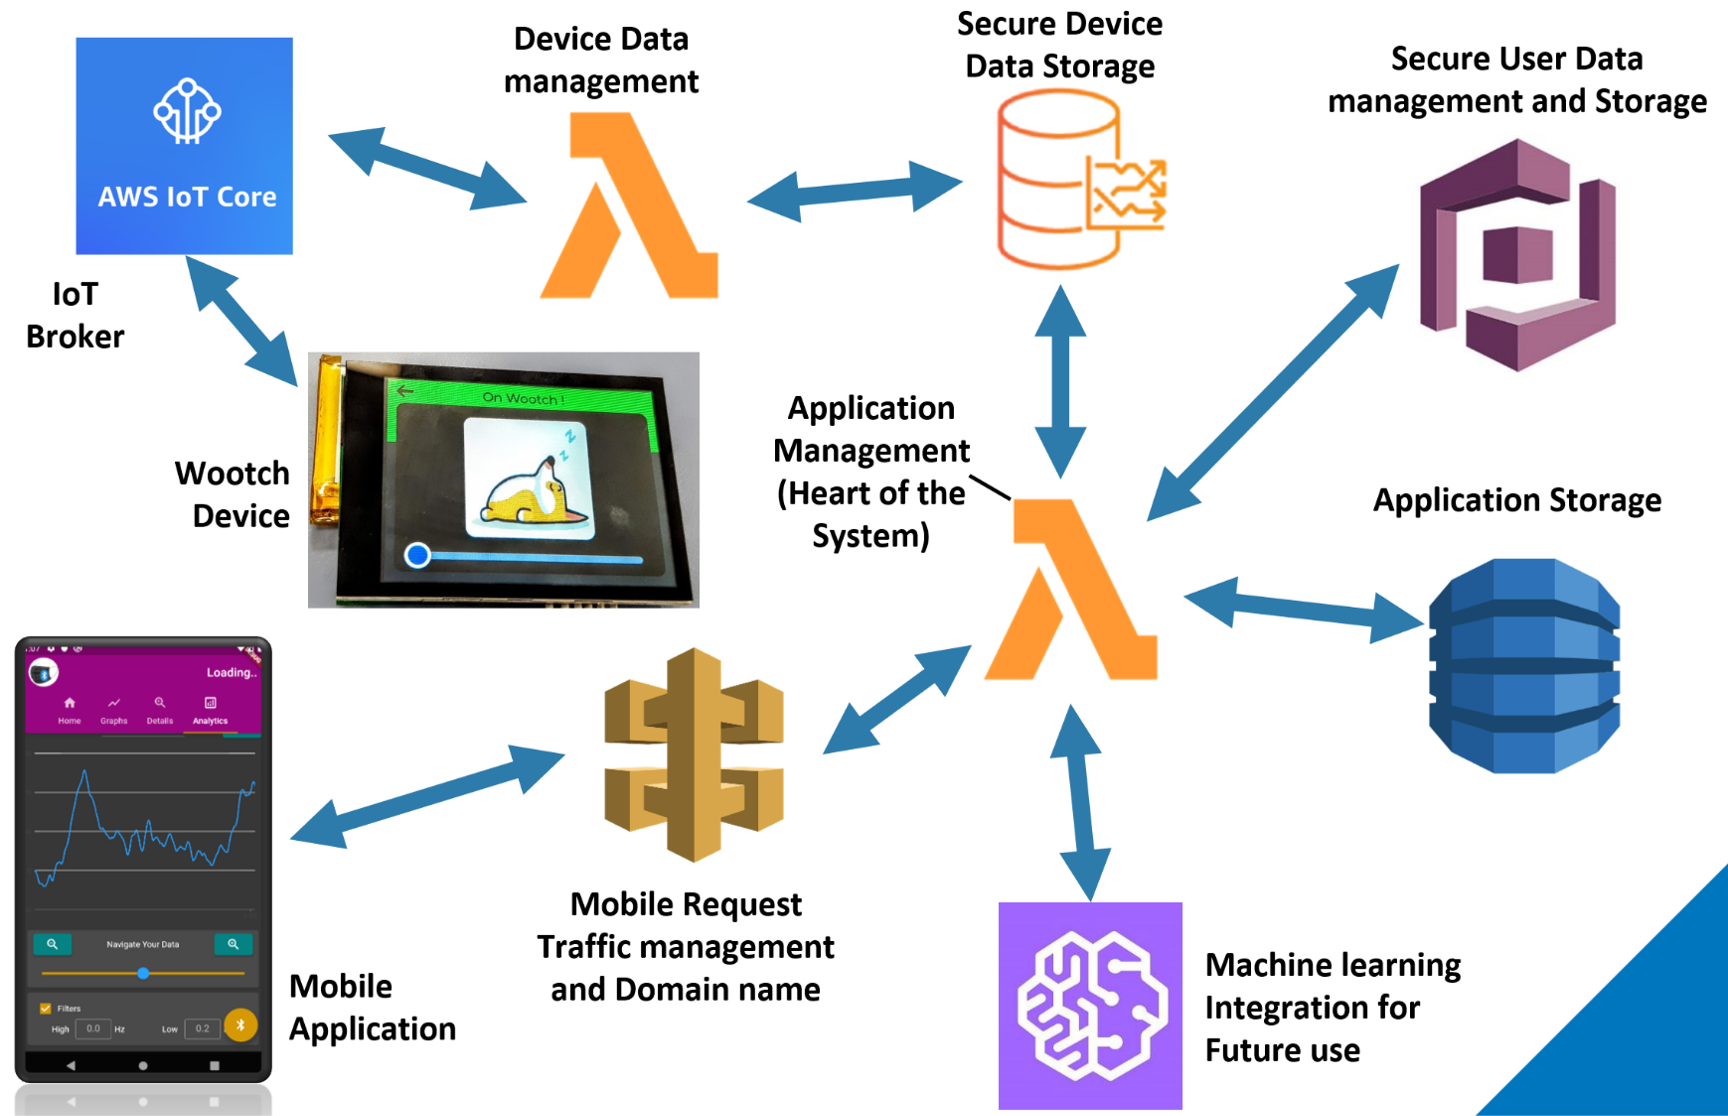 Device Data
management
Secure Device
Data Storage
Secure User Data
management and Storage
AWS IoT Core
IoT
Broker
On Wootch !
Wootch
Device
Application
Management
(Heart of the
System)
Application Storage
Loading..
Home Graphs Details Analytics
Navigate Your Data
Filters
High 0.0 Hz Low 0.2
Mobile
Application
Mobile Request
Traffic management
and Domain name
Machine learning
Integration for
Future use